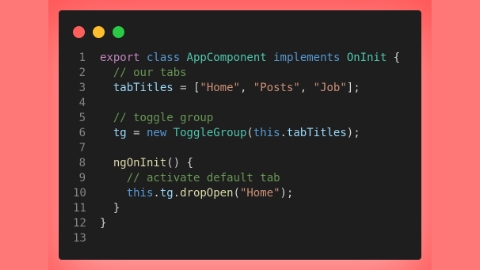 1 export class AppComponent implements OnInit {
2 // our tabs
3 tabTitles = ["Home", "Posts", "Job"];
4
5 // toggle group
6 tg = new ToggleGroup(this.tabTitles);
7
8 ngOnInit() {
9 // activate default tab
10 this.tg.dropOpen("Home");
11 }
12 }
13